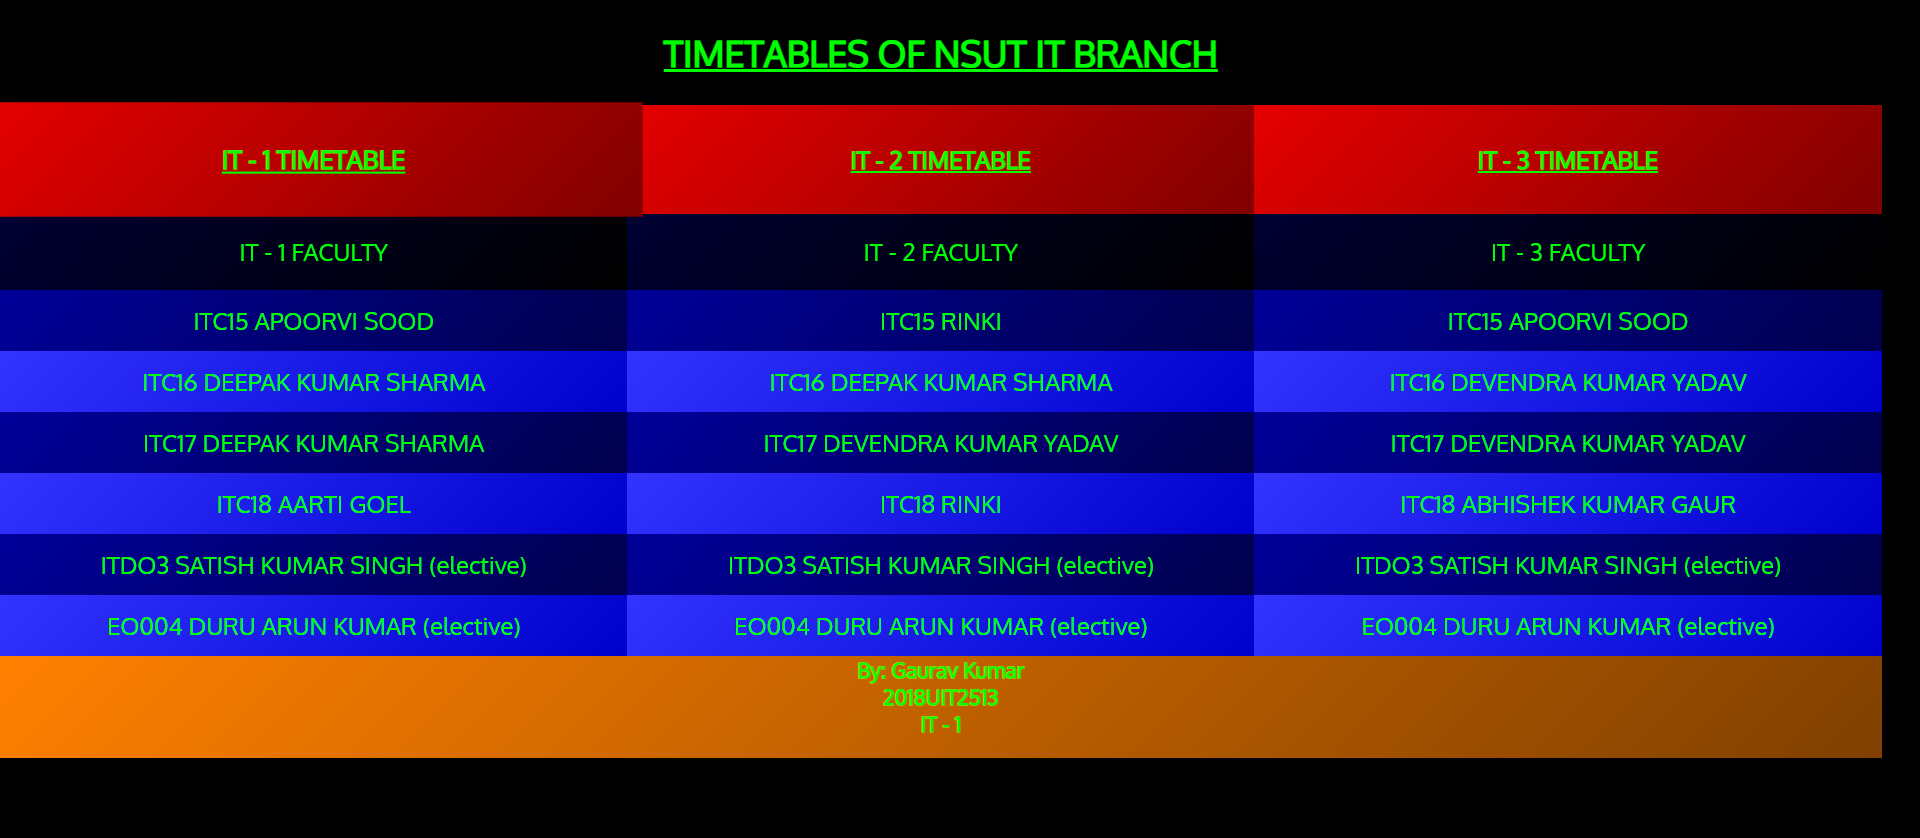 TIMETABLES OF NSUT IT BRANCH
IT - 1 TIMETABLE IT - 2 TIMETABLE IT - 3 TIMETABLE
IT - 1 FACULTY IT - 2 FACULTY IT - 3 FACULTY
ITC15 APOORVI SOOD ITC15 RINKI ITC15 APOORVI SOOD
ITC16 DEEPAK KUMAR SHARMA ITC16 DEEPAK KUMAR SHARMA ITC16 DEVENDRA KUMAR YADAV
ITC17 DEEPAK KUMAR SHARMA ITC17 DEVENDRA KUMAR YADAV ITC17 DEVENDRA KUMAR YADAV
ITC18 AARTI GOEL ITC18 RINKI ITC18 ABHISHEK KUMAR GAUR
ITDO3 SATISH KUMAR SINGH (elective) ITDO3 SATISH KUMAR SINGH (elective) ITDO3 SATISH KUMAR SINGH (elective)
EO004 DURU ARUN KUMAR (elective) EO004 DURU ARUN KUMAR (elective) EO004 DURU ARUN KUMAR (elective)
By: Gaurav Kumar
2018UIT2513
IT - 1